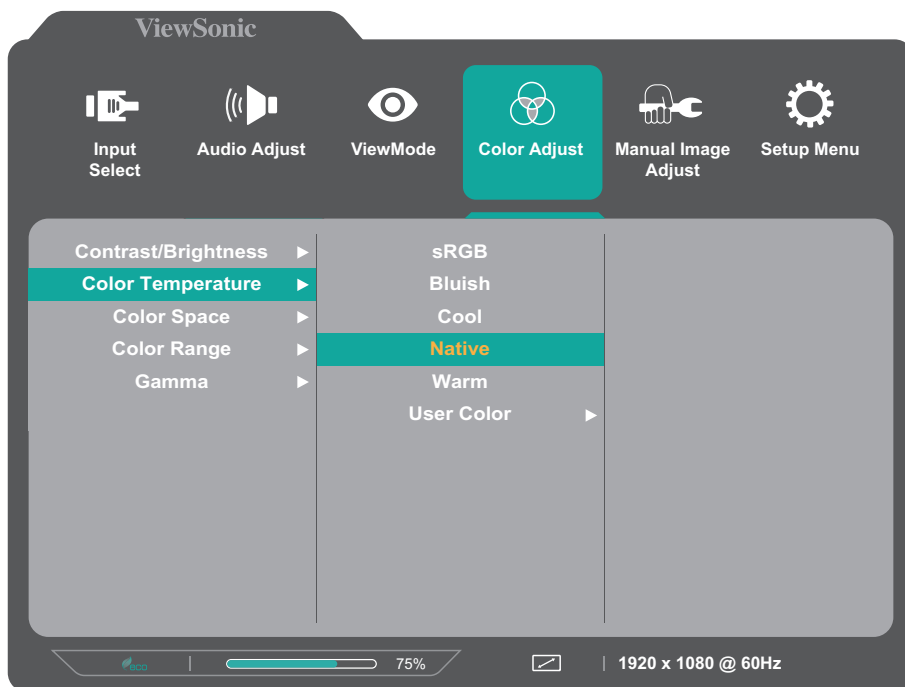 ViewSonic
Input
Select
Audio Adjust
ViewMode
Color Adjust
Manual Image
Adjust
Setup Menu
Contrast/Brightness
Color Temperature
Color Space
Color Range
Gamma
sRGB
Bluish
Cool
Native
Warm
User Color
eco
75%
1920 x 1080 @ 60Hz